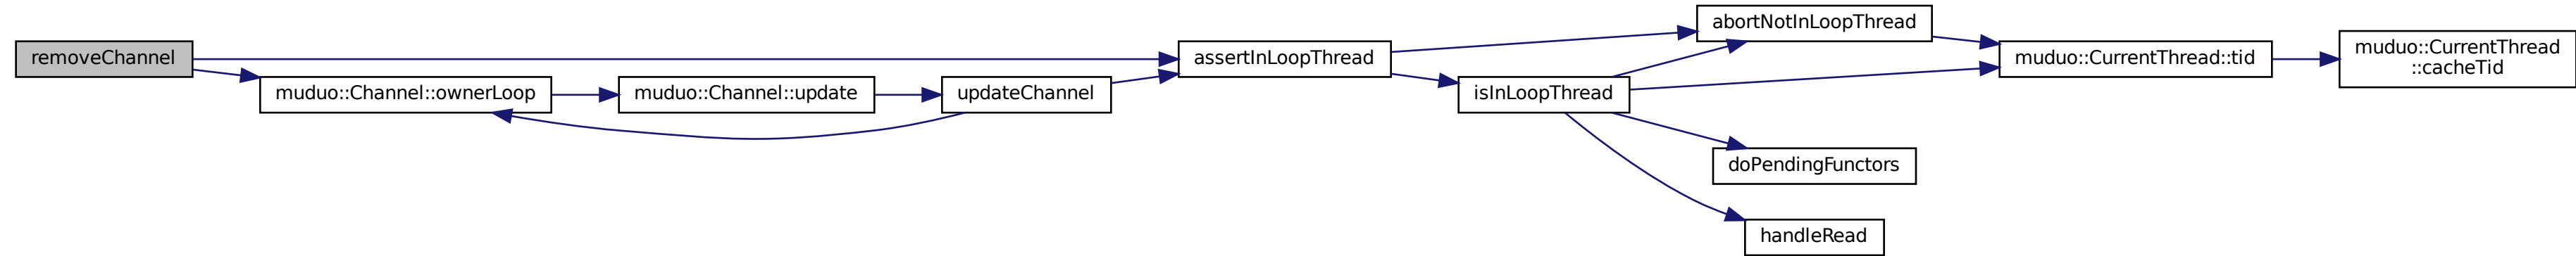 removeChannel
muduo::Channel::ownerLoop
muduo::Channel::update
updateChannel
assertInLoopThread
isInLoopThread
abortNotInLoopThread
doPendingFunctors
handleRead
muduo::CurrentThread::tid
muduo::CurrentThread
::cacheTid